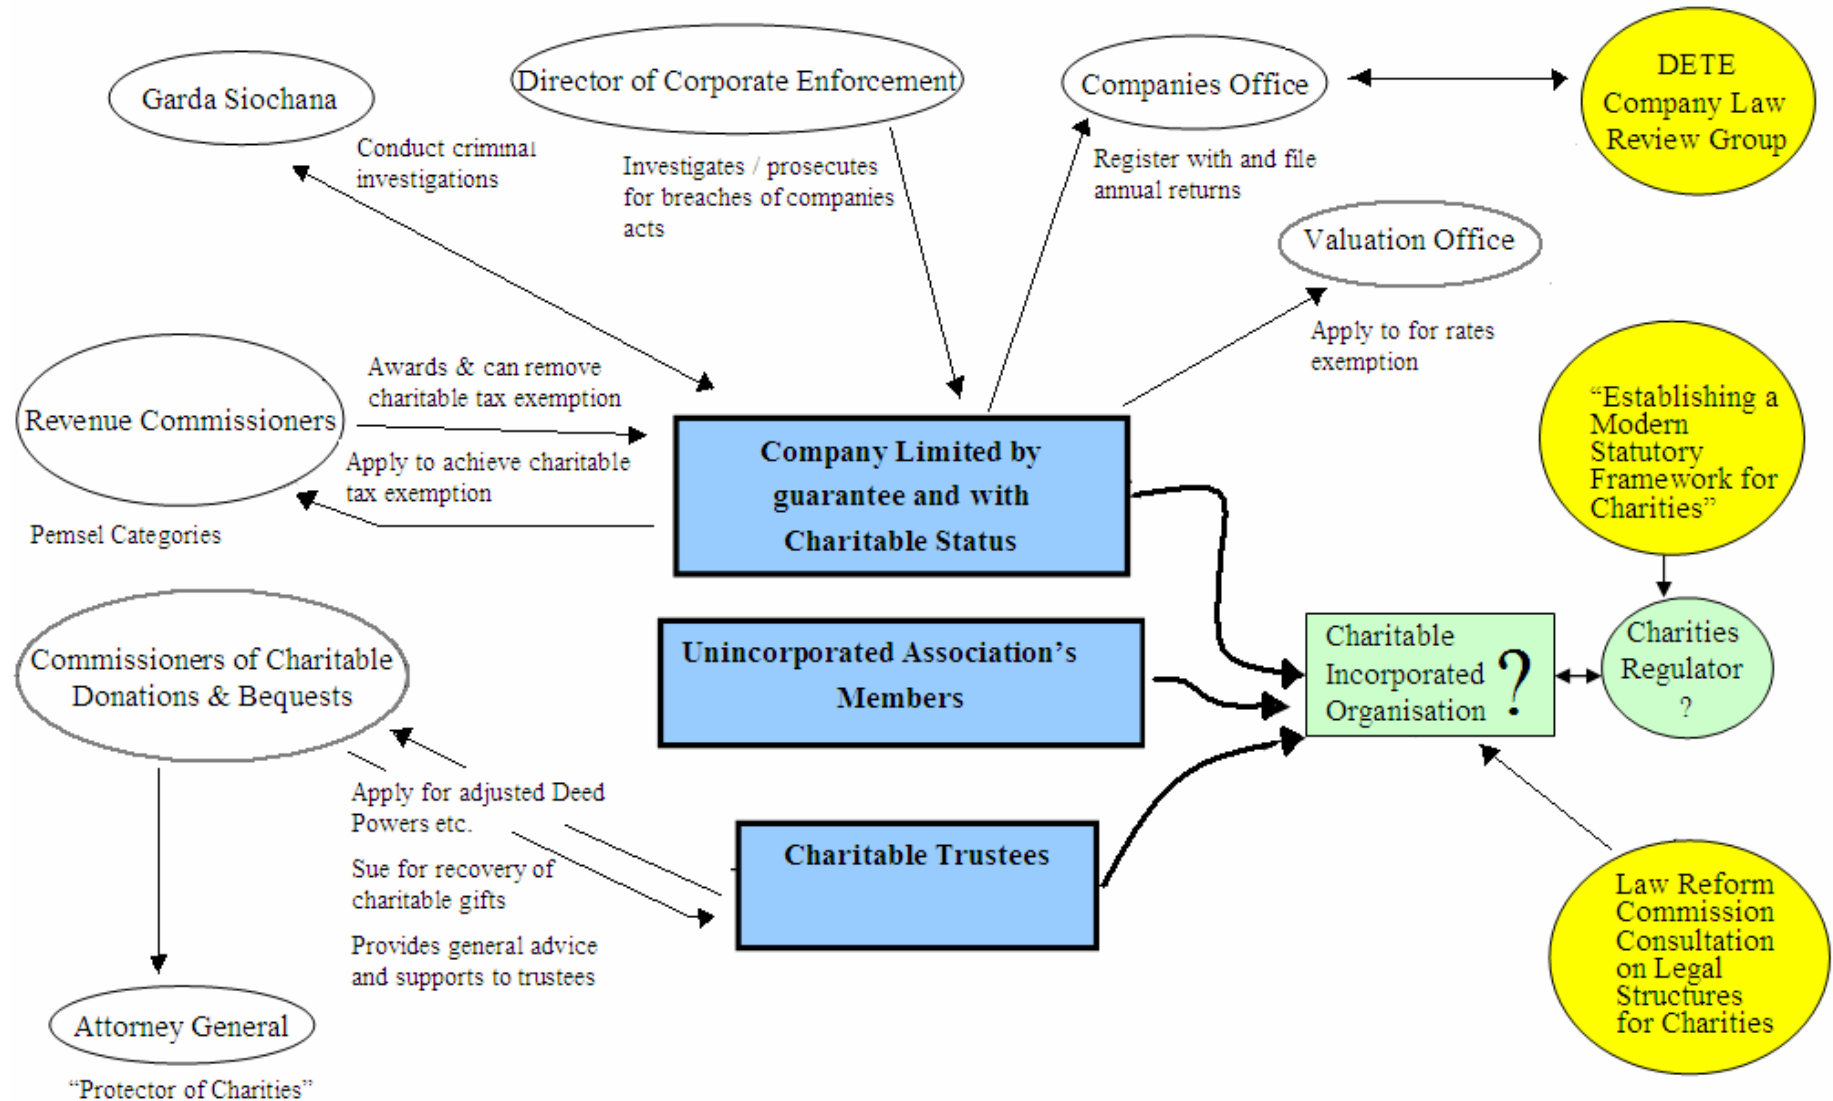 Garda Siochana
Conduct criminal
investigations
Director of Corporate Enforcement
Investigates / prosecutes
for breaches of companies
acts
Companies Office
Register with and file
annual returns
DETE
Company Law
Review Group
Valuation Office
Apply to for rates
exemption
Revenue Commissioners
Pemsel Categories
Awards & can remove
charitable tax exemption
Apply to achieve charitable
tax exemption
Company Limited by
guarantee and with
Charitable Status
“Establishing a
Modern
Statutory
Framework for
Charities”
Commissioners of Charitable
Donations & Bequests
Unincorporated Association’s
Members
Charitable
Incorporated
Organisation
?
Charities
Regulator
?
Apply for adjusted Deed
Powers etc.
Sue for recovery of
charitable gifts
Provides general advice
and supports to trustees
Charitable Trustees
Law Reform
Commission
Consultation
on Legal
Structures
for Charities
Attorney General
“Protector of Charities”